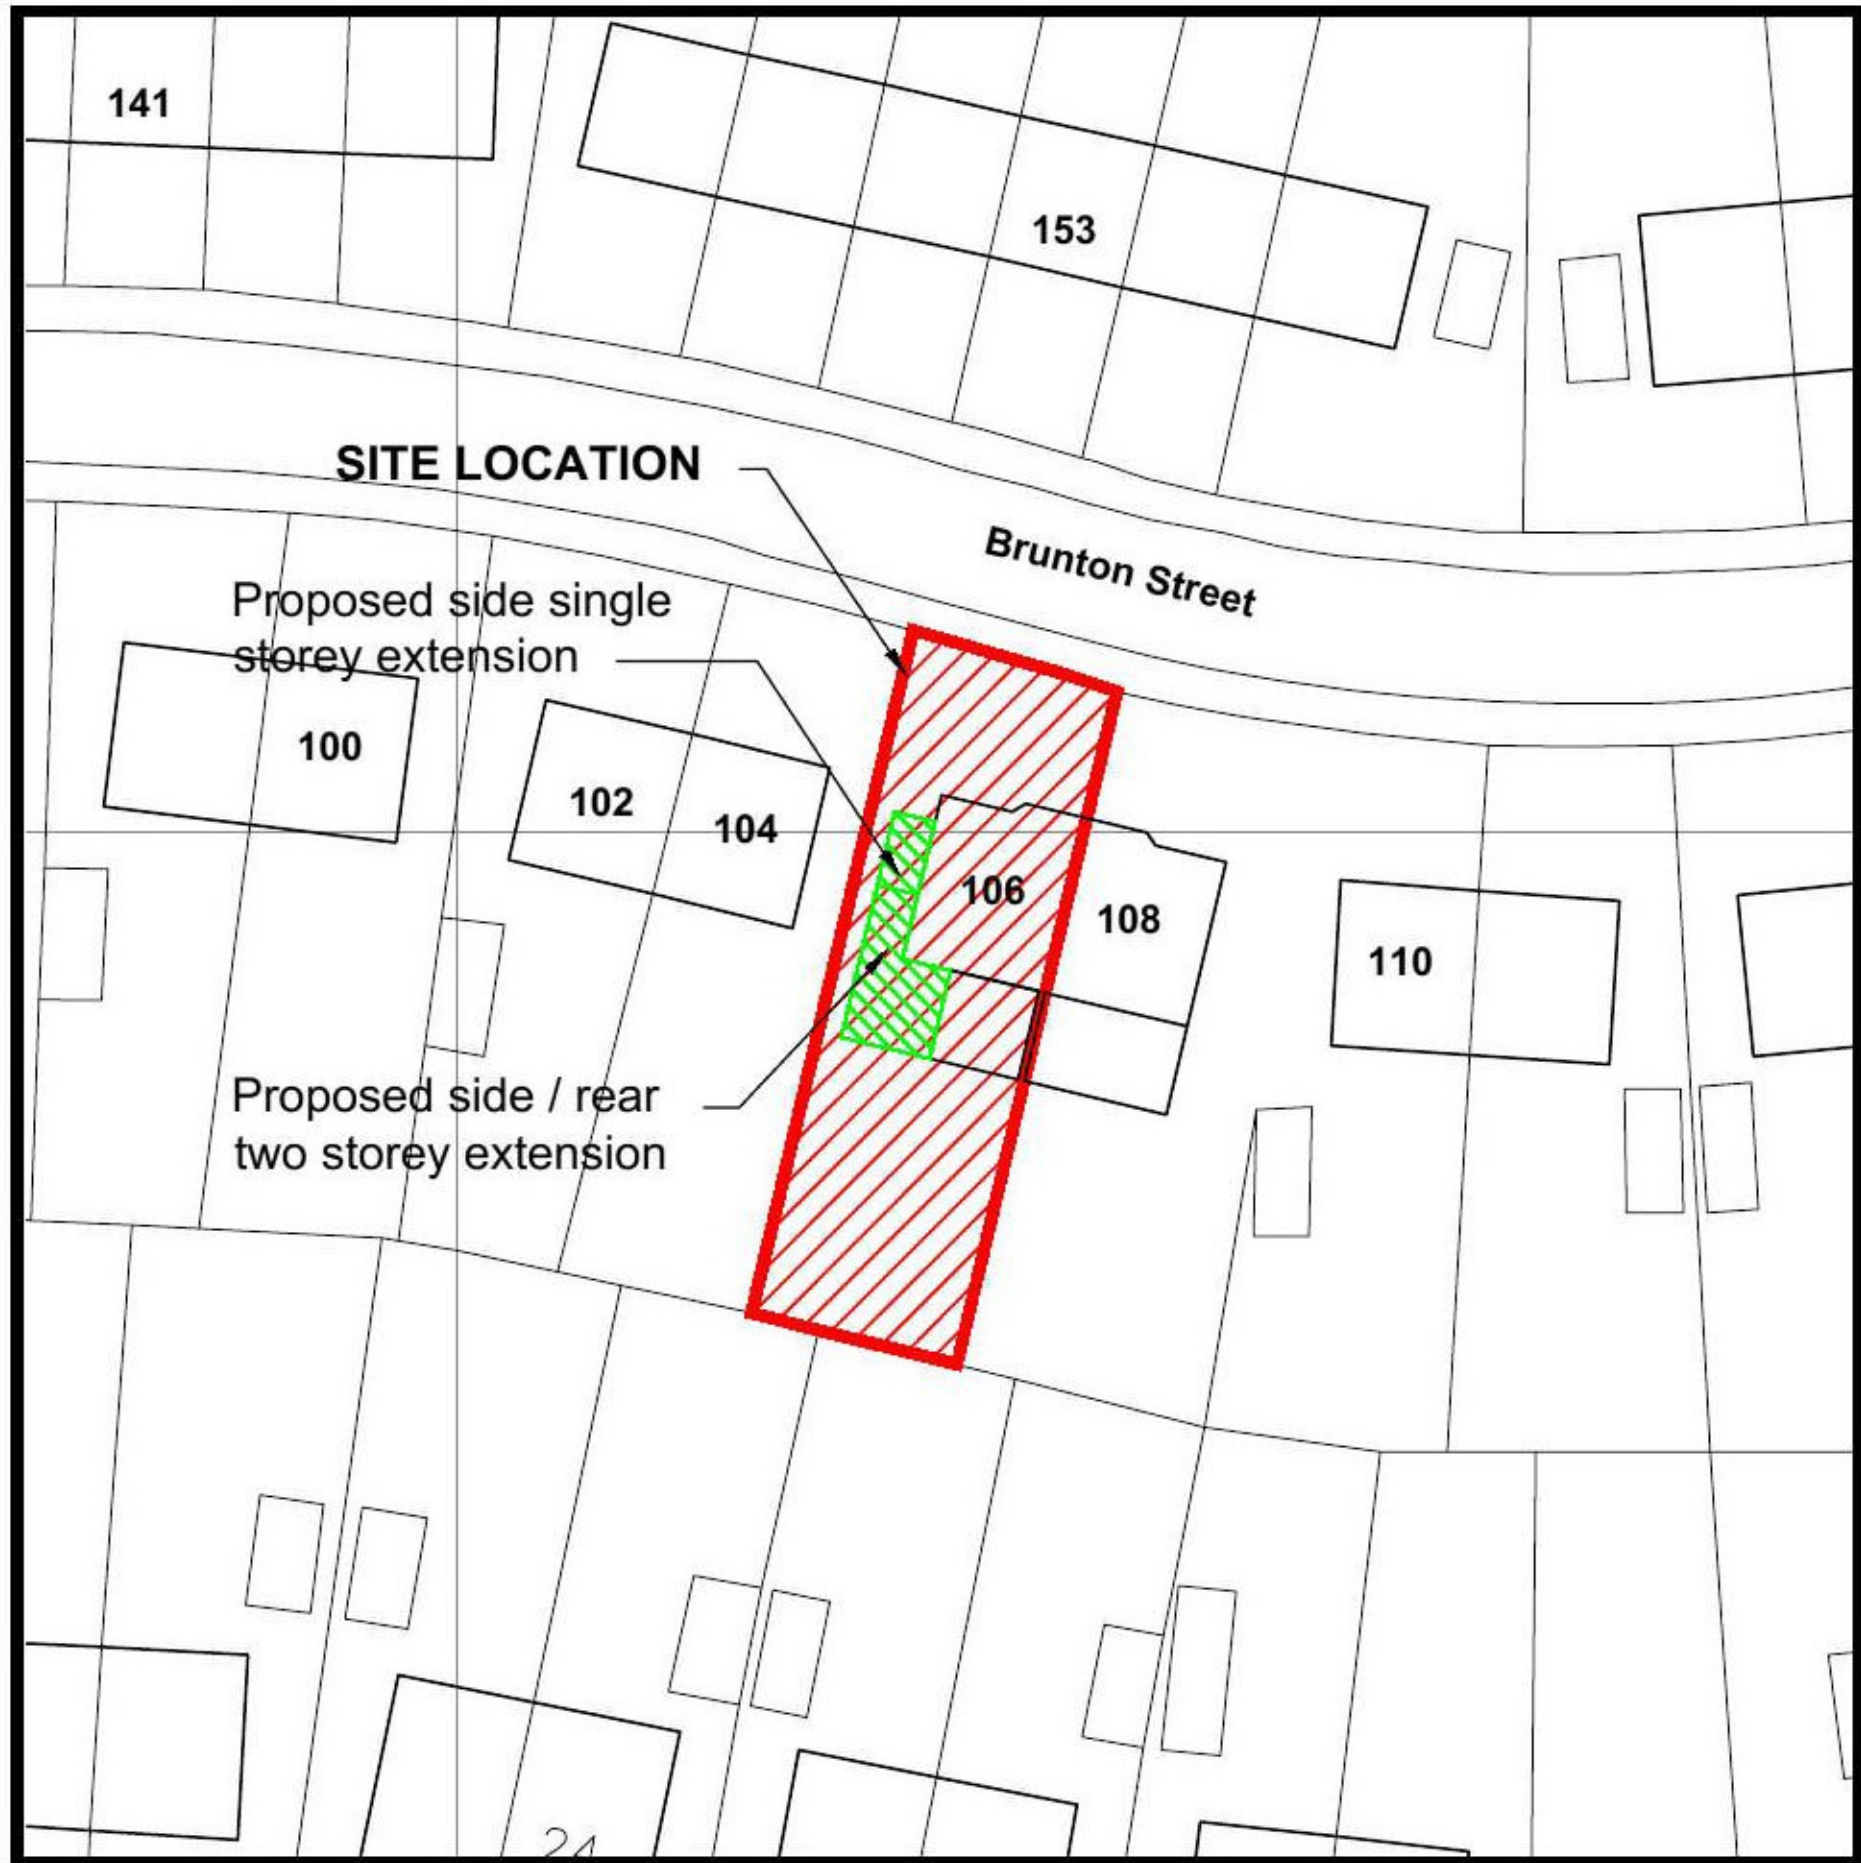 141
153
SITE LOCATION
Brunton Street
Proposed side single
storey extension
100
102
104
106
108
110
Proposed side / rear
two storey extension